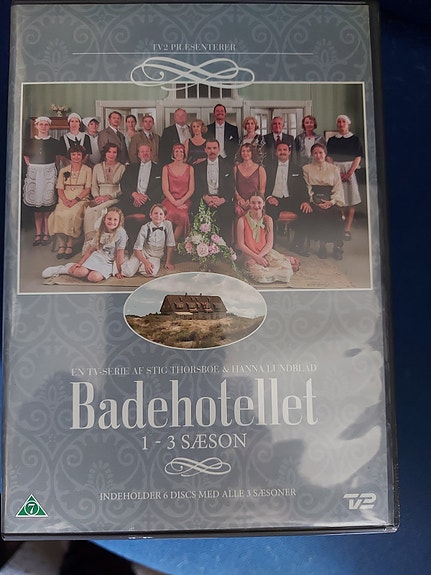 TV2 PRÆSENTERER
EN TV-SERIE AF STIG THORSBOE & HANNA LUNDBLAD
Badehotellet
1 - 3 SÆSON
INDEHOLDER 6 DISCS MED ALLE 3 SÆSONER
7
TV2